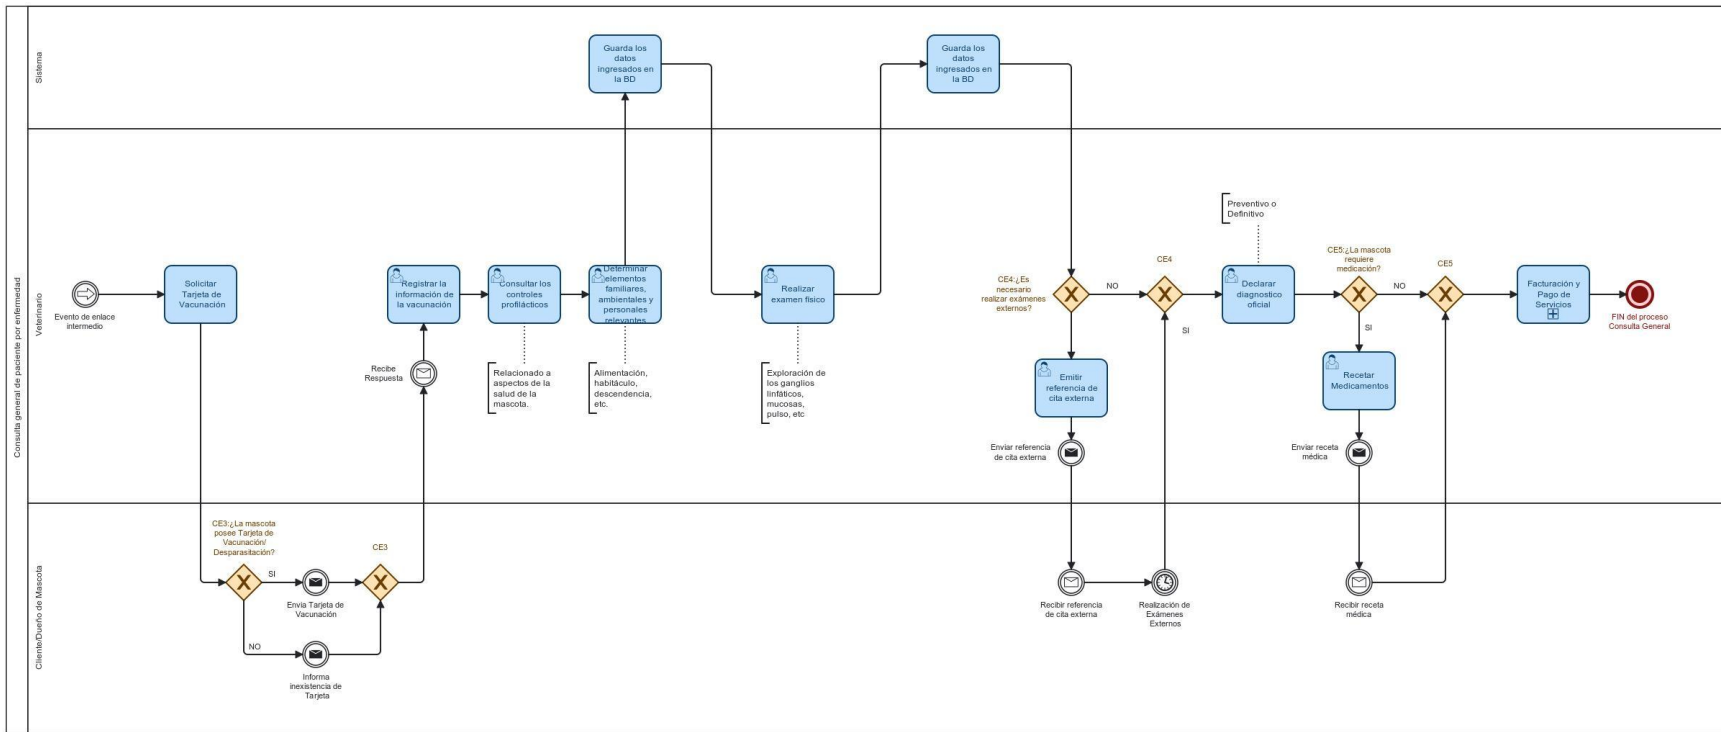 Consulta general de paciente por enfermedad
Sistema
Guarda los
datos
ingresados en
la BD
Guarda los
datos
ingresados en
la BD
Veterinario
Evento de enlace
intermedio
Solicitar
Tarjeta de
Vacunación
Registrar la
información de
la vacunación
Recibe
Respuesta
Consultar los
controles
profilácticos
Relacionado a
aspectos de la
salud de la
mascota.
Determinar
elementos
familiares,
ambientales y
personales
relevantes
Alimentación,
habitáculo,
descendencia,
etc.
Realizar
examen físico
Exploración de
los ganglios
linfáticos,
mucosas,
pulso, etc
CE4:¿Es
necesario
realizar exámenes
externos?
NO
CE4
SI
Emitir
referencia de
cita externa
Enviar referencia
de cita externa
Preventivo o
Definitivo
Declarar
diagnostico
oficial
CE5:¿La mascota
requiere
medicación?
NO
SI
CE5
Recetar
Medicamentos
Enviar receta
médica
Facturación y
Pago de
Servicios
FIN del proceso
Consulta General
Cliente/Dueño de Mascota
CE3:¿La mascota
posee Tarjeta de
Vacunación/
Desparasitación?
SI
NO
Envia Tarjeta de
Vacunación
Informa
inexistencia de
Tarjeta
CE3
Recibir referencia
de cita externa
Realización de
Exámenes
Externos
Recibir receta
médica